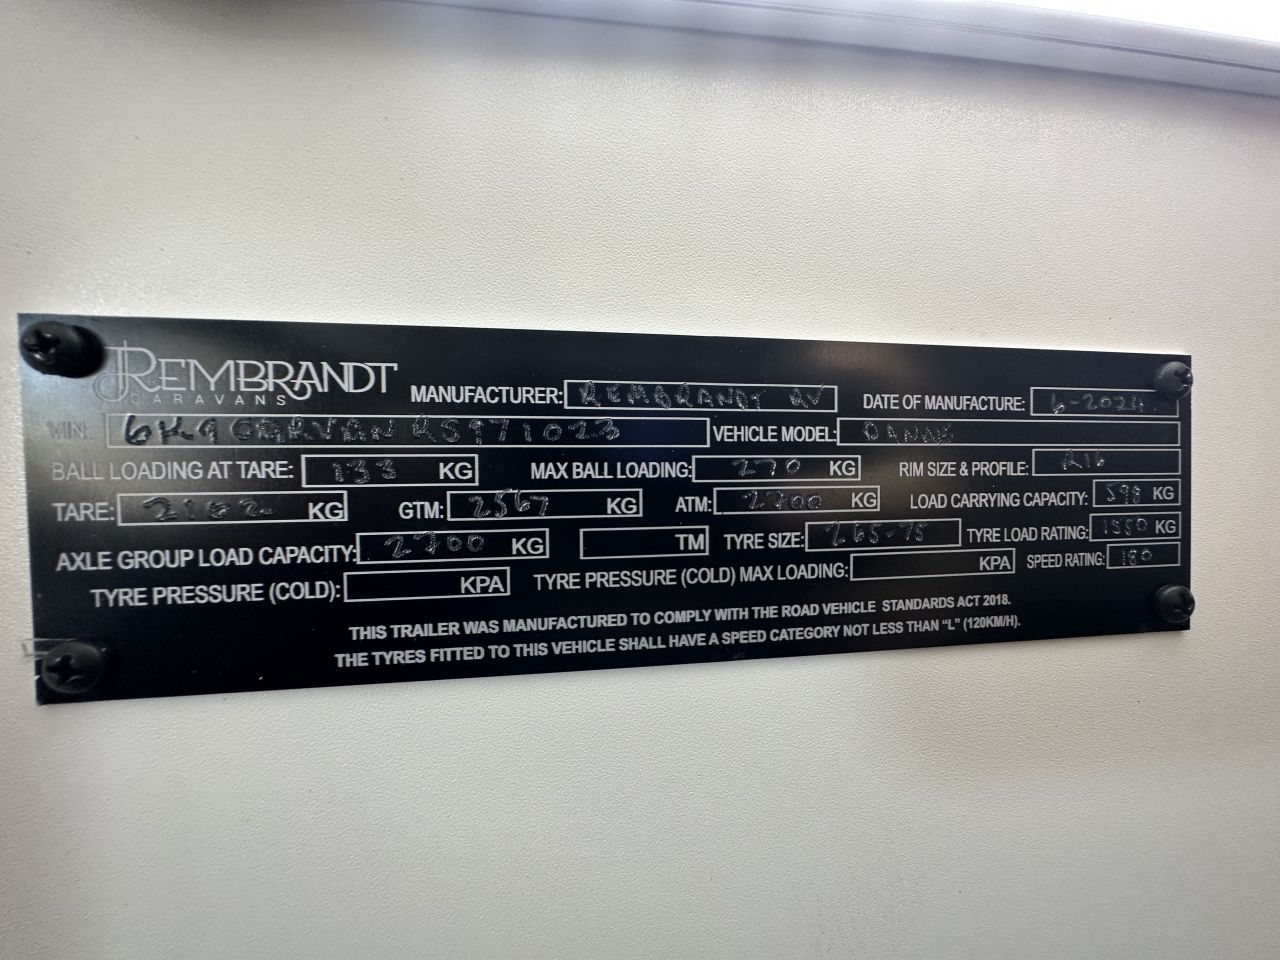 REMBRANDT
CARAVANS
MANUFACTURER: REMBRANDT RV DATE OF MANUFACTURE: 6-2024
VIN: 6K9CARVANRS971023 VEHICLE MODEL:
BALL LOADING AT TARE: 133 KG MAX BALL LOADING: 270 KG RIM SIZE & PROFILE: R16
TARE: 2102 KG GTM: 2567 KG ATM: 2700 KG LOAD CARRYING CAPACITY: 598 KG
AXLE GROUP LOAD CAPACITY: 2700 KG TM TYRE SIZE: 265-75 TYRE LOAD RATING: 1550 KG
TYRE PRESSURE (COLD): KPA TYRE PRESSURE (COLD) MAX LOADING: KPA SPEED RATING: 180
THIS TRAILER WAS MANUFACTURED TO COMPLY WITH THE ROAD VEHICLE STANDARDS ACT 2018.
THE TYRES FITTED TO THIS VEHICLE SHALL HAVE A SPEED CATEGORY NOT LESS THAN “L” (120KM/H).